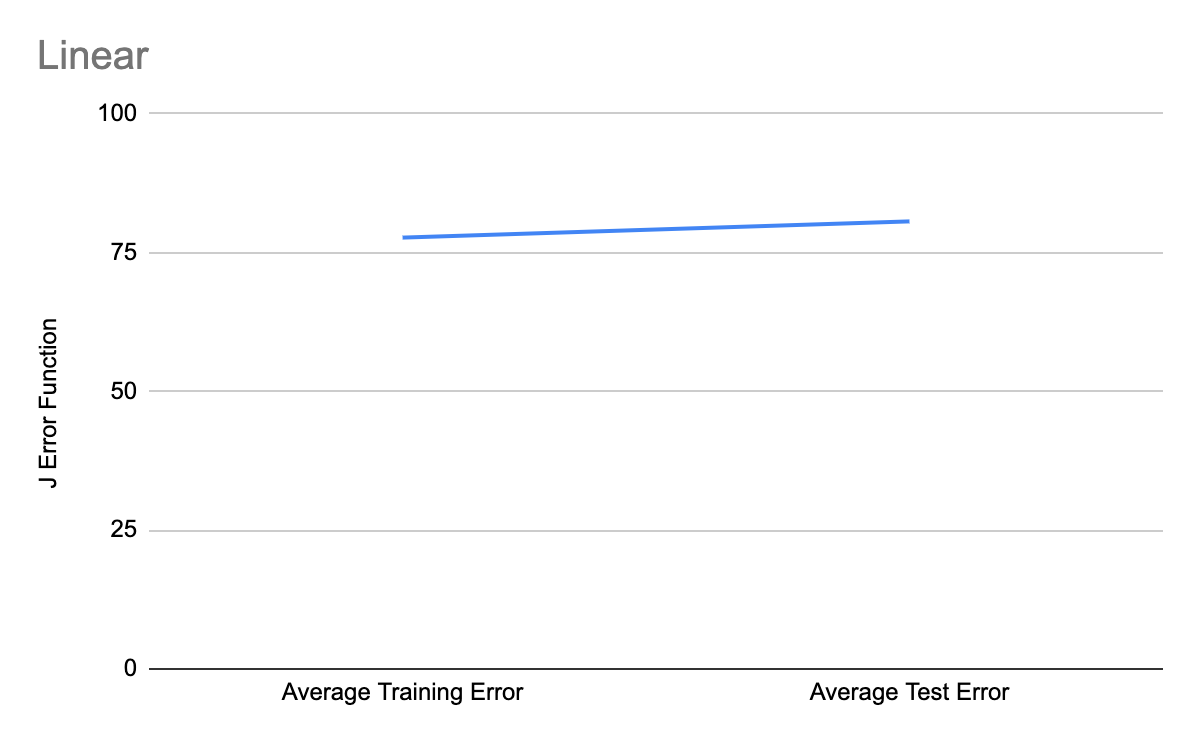 Linear
100
75
50
25
0
J Error Function
Average Training Error
Average Test Error